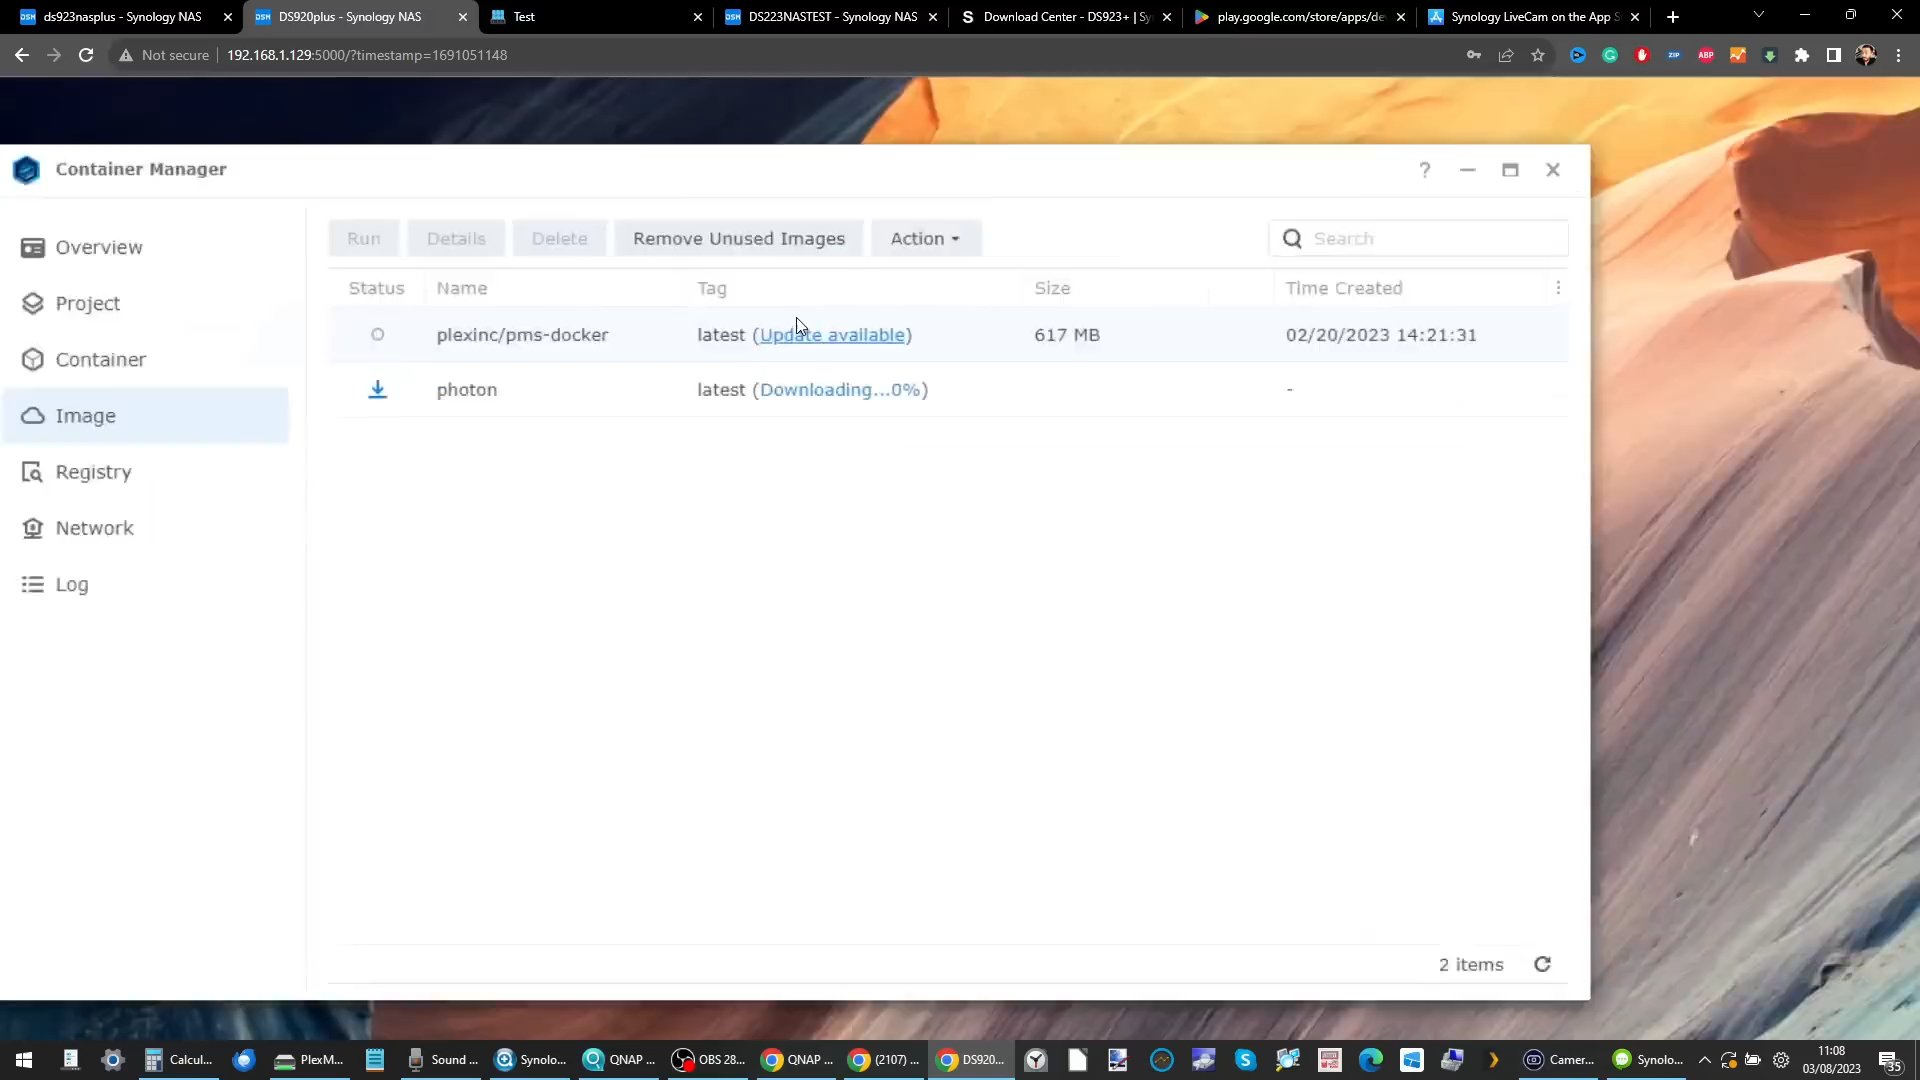 ds923nasplus - Synology NAS
DS920plus - Synology NAS
Test
DS223NASTEST - Synology NAS
Download Center - DS923+ | Sy
play.google.com/store/apps/de
Synology LiveCam on the App S
Not secure
192.168.1.129:5000/?timestamp=1691051148
ZIP
ABP
Container Manager
Overview
Project
Container
Image
Registry
Network
Log
Run
Details
Delete
Remove Unused Images
Action
Search
Status
Name
Tag
Size
Time Created
plexinc/pms-docker
latest (Update available)
617 MB
02/20/2023 14:21:31
photon
latest (Downloading...0%)
-
2 items
Calcul...
PlexM...
Sound ...
Synolo...
QNAP ...
OBS 28...
QNAP ...
(2107) ...
DS920...
Camer...
Synolo...
11:08
03/08/2023
35